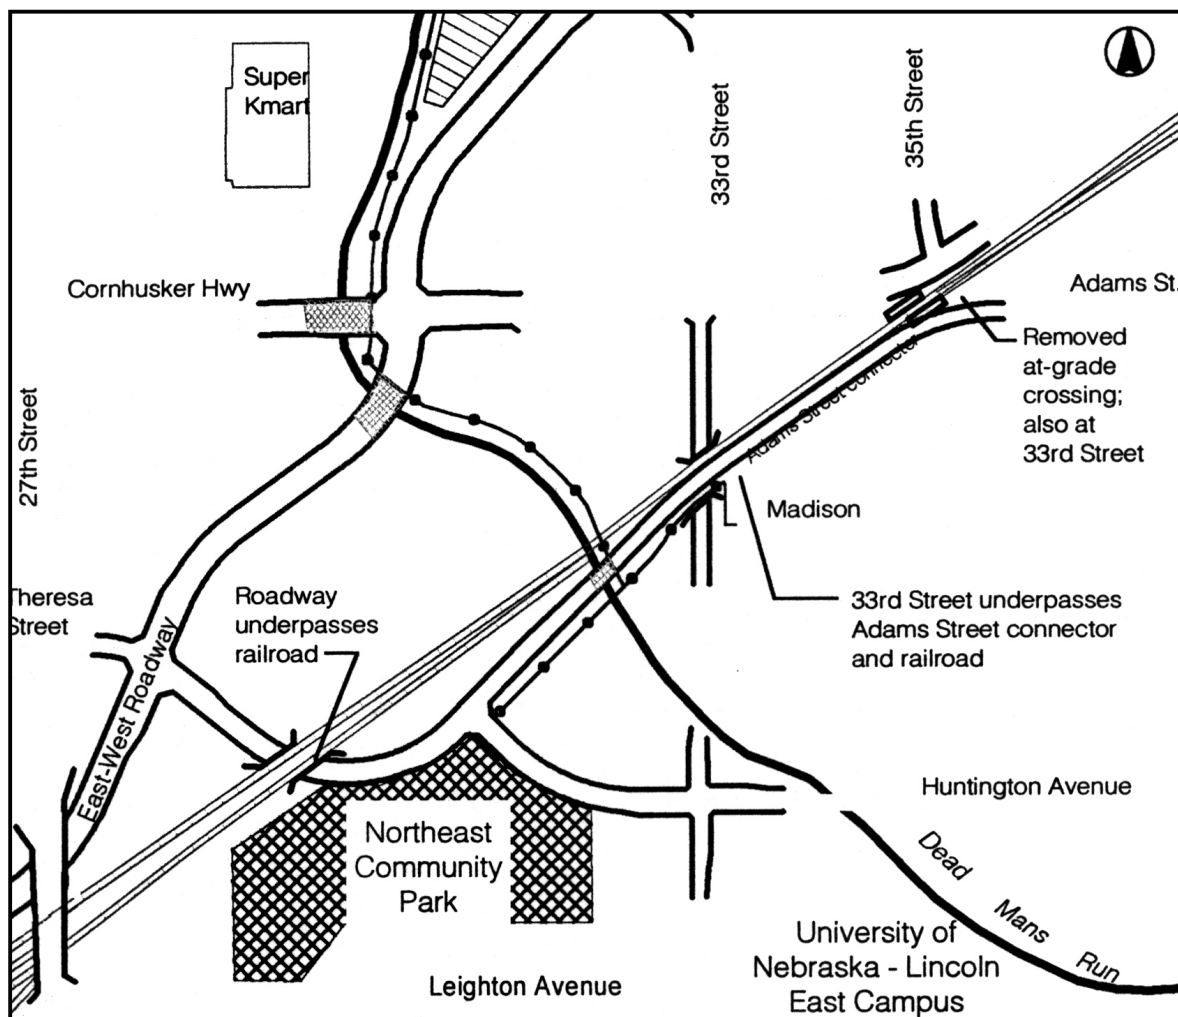 Super
Kmart
33rd Street
35th Street
Cornhusker Hwy
Adams St.
Removed
at-grade
crossing;
also at
33rd Street
Adams Street connector
27th Street
Madison
Theresa
Street
Roadway
underpasses
railroad
33rd Street underpasses
Adams Street connector
and railroad
East-West Roadway
Huntington Avenue
Northeast
Community
Park
Dead Mans Run
University of
Nebraska - Lincoln
East Campus
Leighton Avenue